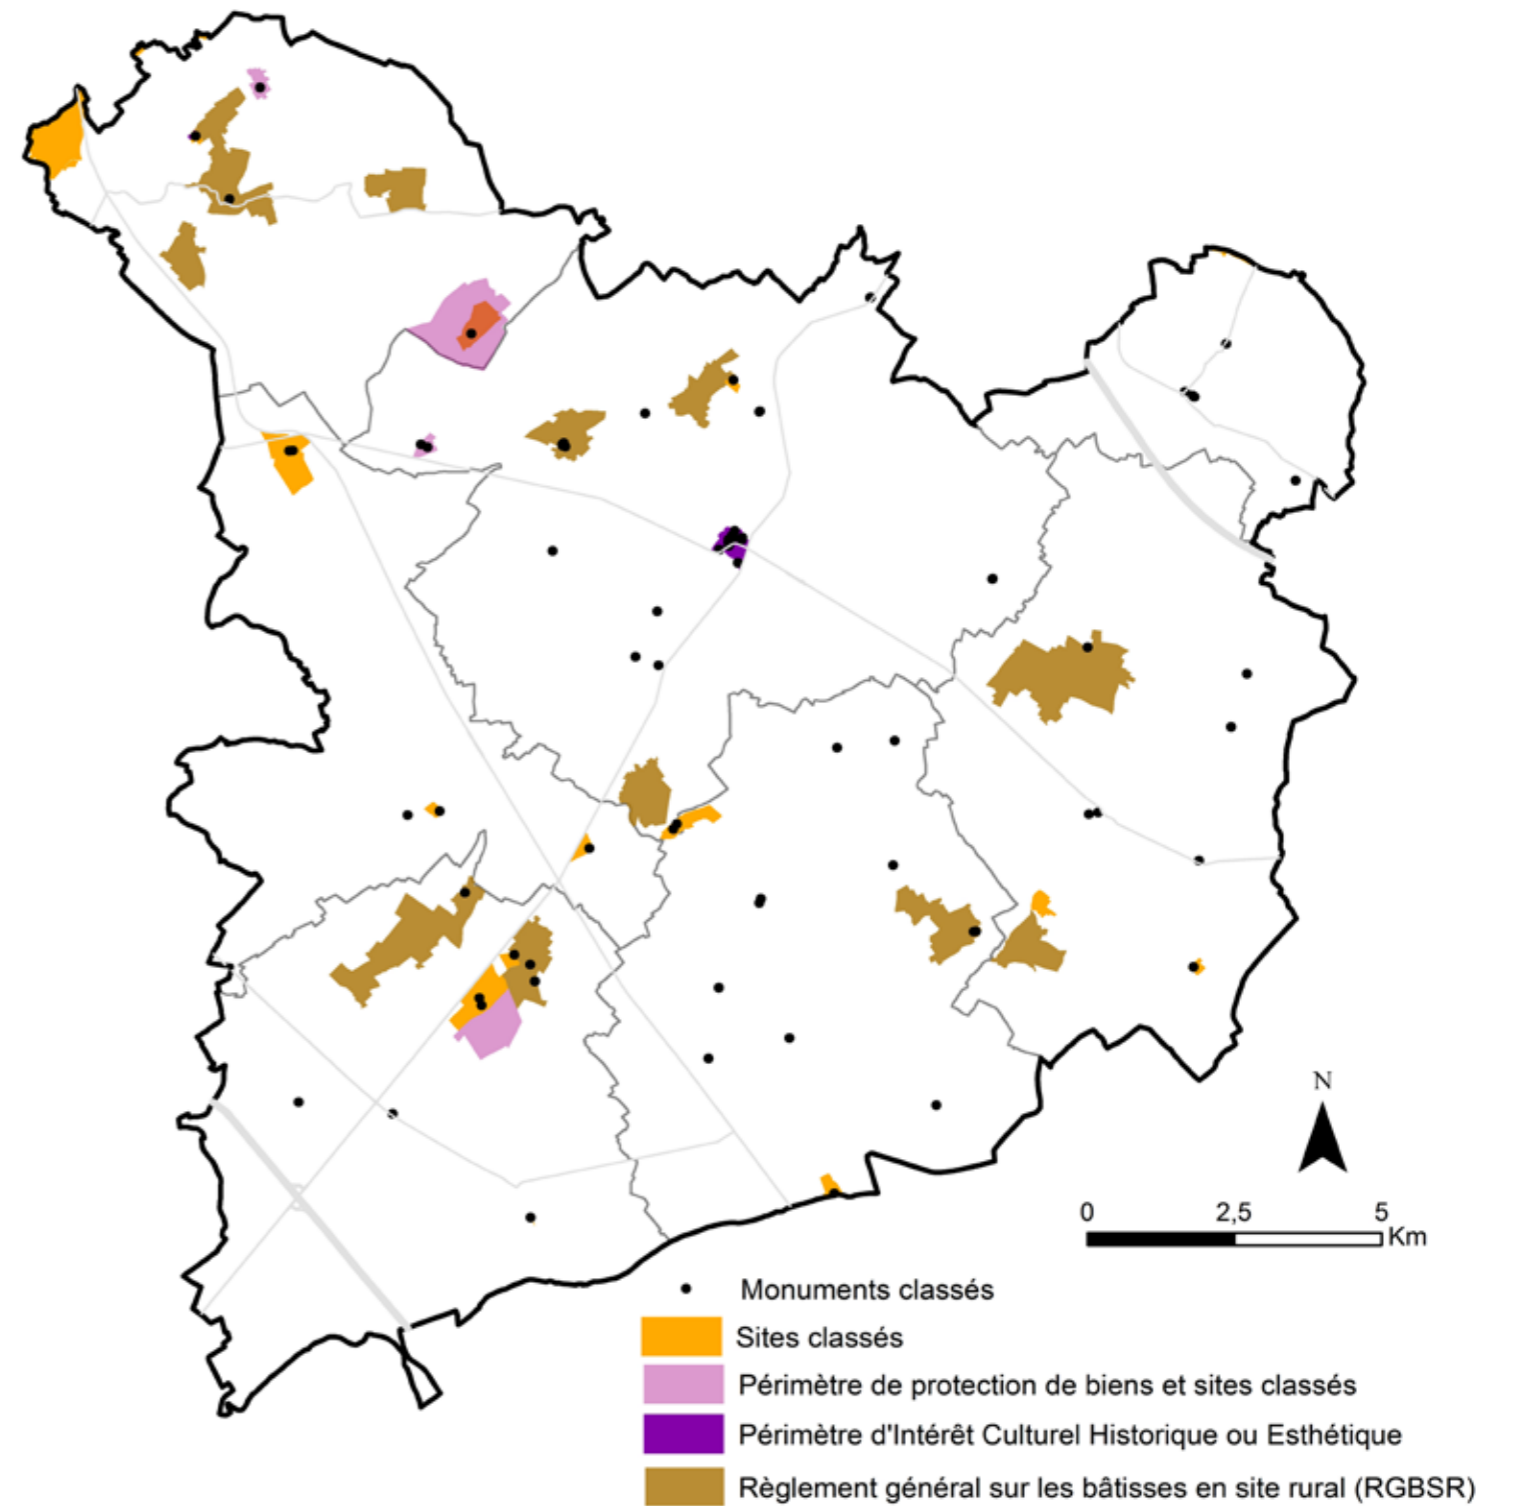 N
0 2,5 5
Km
Monuments classés
Sites classés
Périmètre de protection de biens et sites classés
Périmètre d'Intérêt Culturel Historique ou Esthétique
Règlement général sur les bâtisses en site rural (RGBSR)